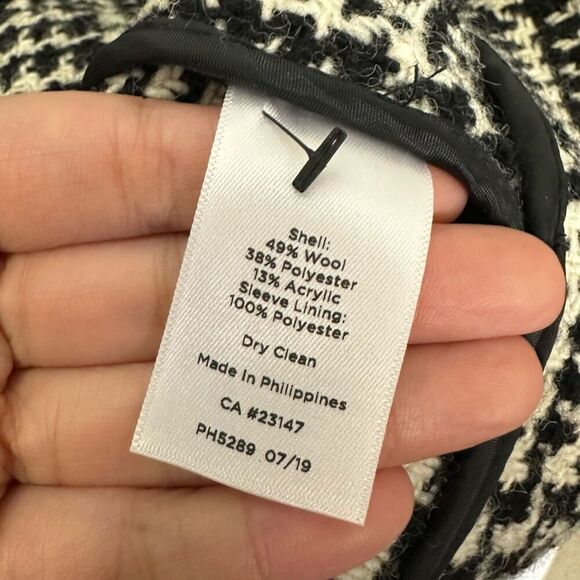 Shell:
49% Wool
38% Polyester
13% Acrylic
Sleeve Lining:
100% Polyester
Dry Clean
Made In Philippines
CA #23147
PH5289 07/19